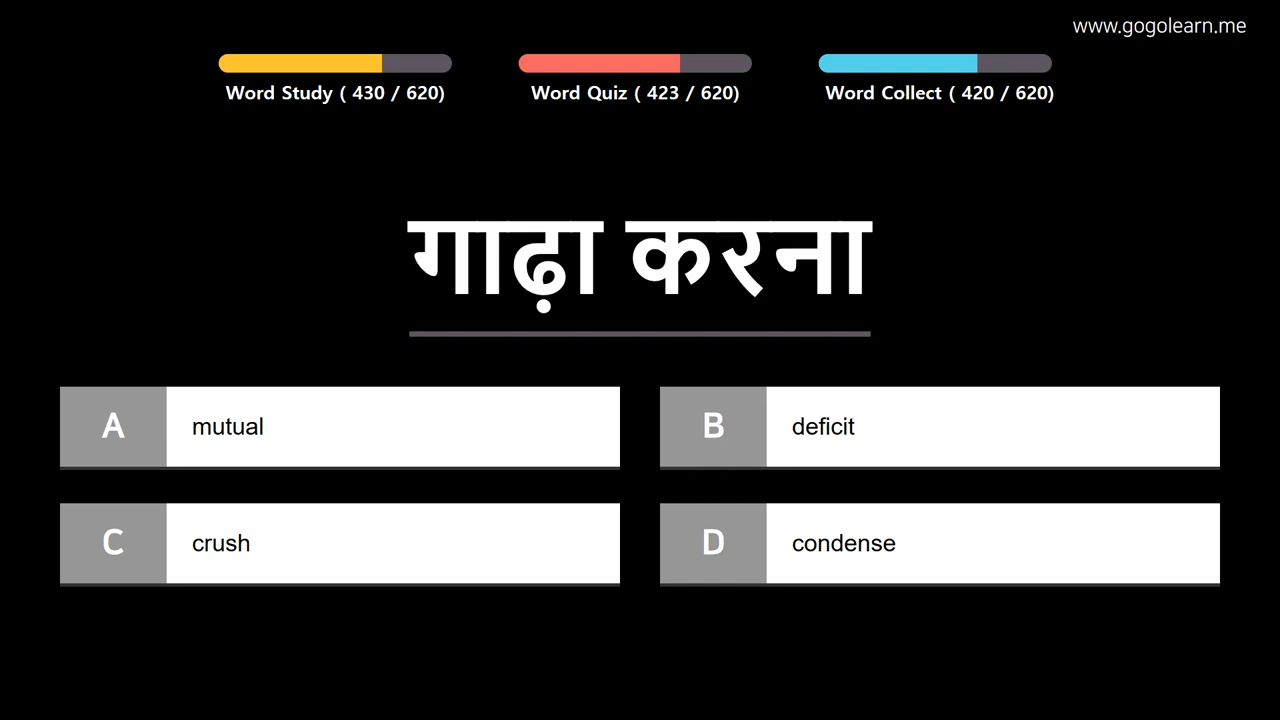 www.gogolearn.me
Word Study ( 430 / 620)
Word Quiz ( 423 / 620)
Word Collect ( 420 / 620)
गाढ़ा करना
A mutual
B deficit
C crush
D condense